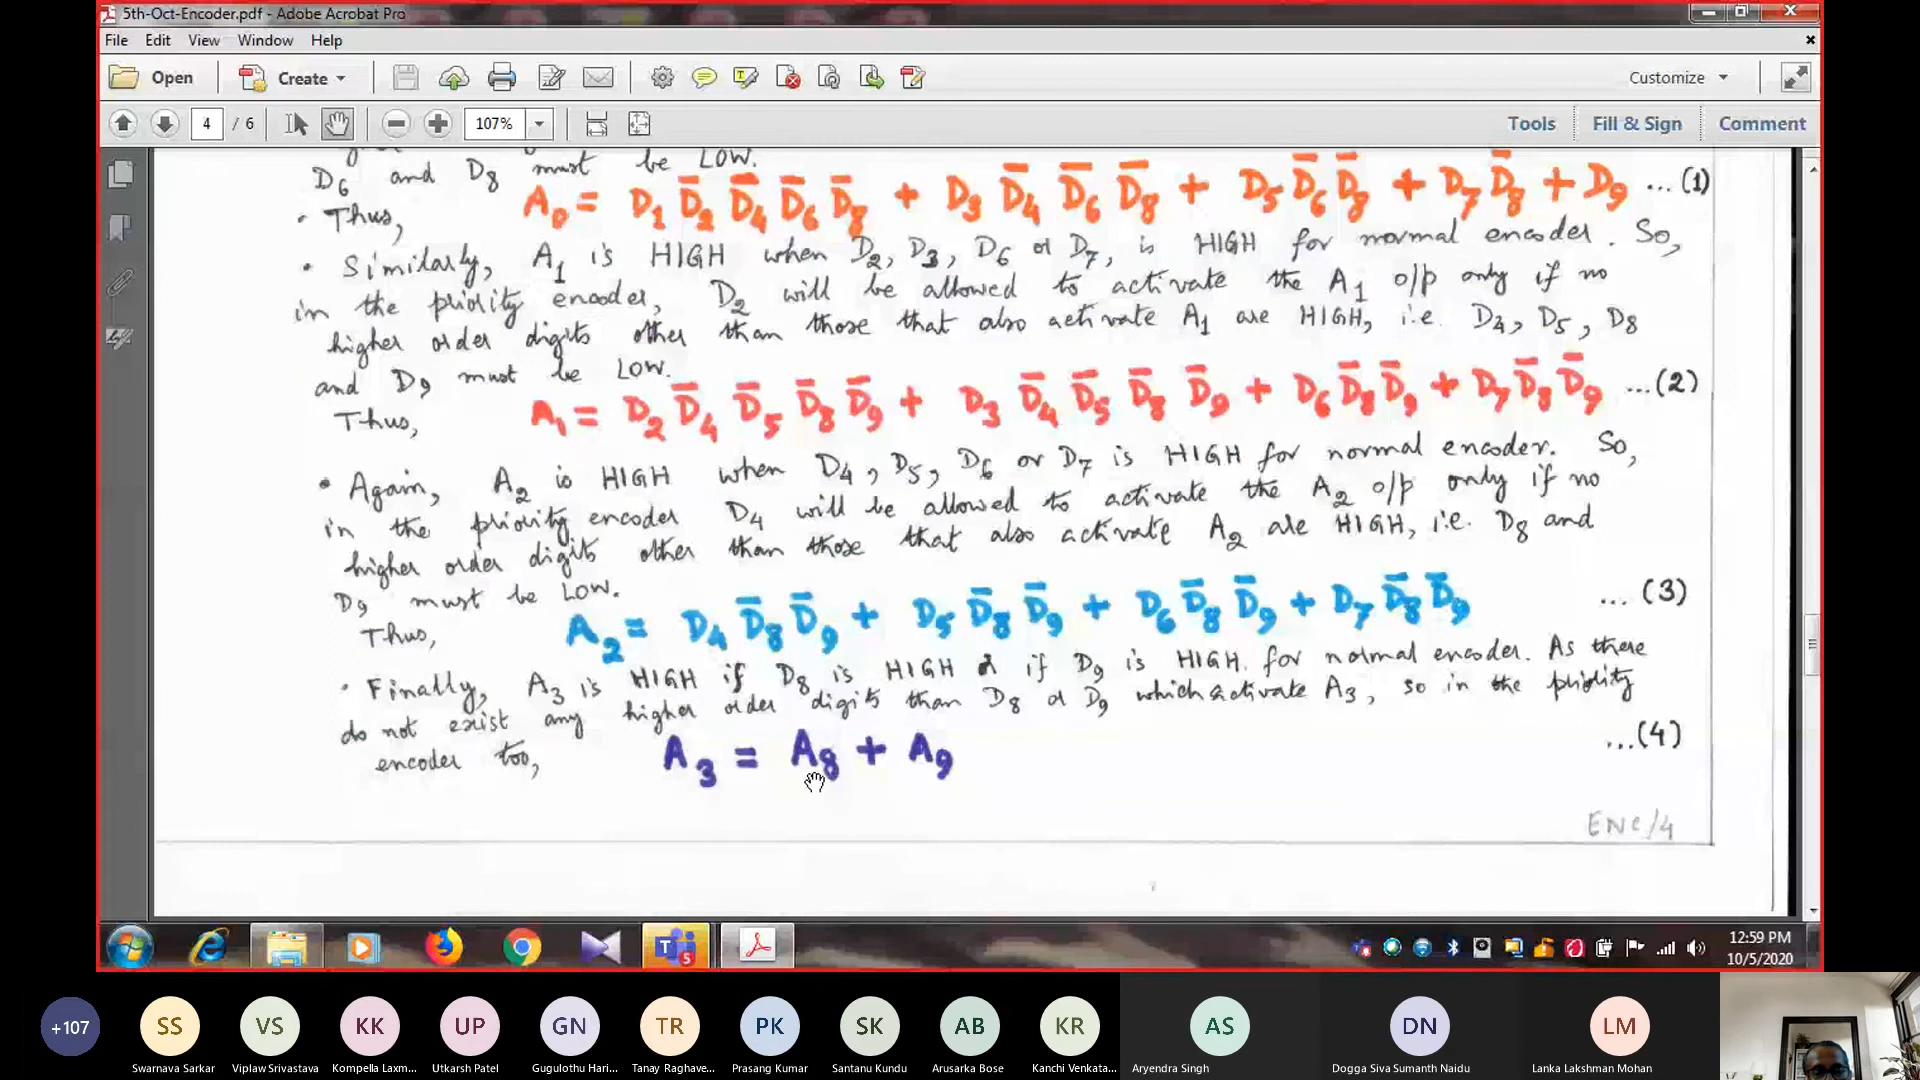 5th-Oct-Encoder.pdf - Adobe Acrobat Pro
File Edit View Window Help
Open Create Customize
4 / 6 107% Tools Fill & Sign Comment
D6 and D8 must be LOW.
• Thus, A0 = D1 D̅2 D̅4 D̅6 D̅8 + D3 D̅4 D̅6 D̅8 + D5 D̅6 D̅8 + D7 D̅8 + D9 ...(1)
• Similarly, A1 is HIGH when D2, D3, D6 or D7, is HIGH for normal encoder. So,
in the priority encoder, D2 will be allowed to activate the A1 o/p only if no
higher order digits other than those that also activate A1 are HIGH, i.e. D4, D5, D8
and D9 must be LOW.
Thus, A1 = D2 D̅4 D̅5 D̅8 D̅9 + D3 D̅4 D̅5 D̅8 D̅9 + D6 D̅8 D̅9 + D7 D̅8 D̅9 ...(2)
• Again, A2 is HIGH when D4, D5, D6 or D7 is HIGH for normal encoder. So,
in the priority encoder D4 will be allowed to activate the A2 o/p only if no
higher order digits other than those that also activate A2 are HIGH, i.e. D8 and
D9 must be LOW.
Thus, A2 = D4 D̅8 D̅9 + D5 D̅8 D̅9 + D6 D̅8 D̅9 + D7 D̅8 D̅9 ... (3)
• Finally, A3 is HIGH if D8 is HIGH or if D9 is HIGH for normal encoder. As there
do not exist any higher order digits than D8 or D9 which activate A3, so in the priority
encoder too, A3 = A8 + A9 ...(4)
ENC/4
12:59 PM
10/5/2020
+107 SS VS KK UP GN TR PK SK AB KR AS DN LM
Swarnava Sarkar Viplaw Srivastava Kompella Laxm... Utkarsh Patel Gugulothu Hari... Tanay Raghave... Prasang Kumar Santanu Kundu Arusarka Bose Kanchi Venkata... Aryendra Singh Dogga Siva Sumanth Naidu Lanka Lakshman Mohan